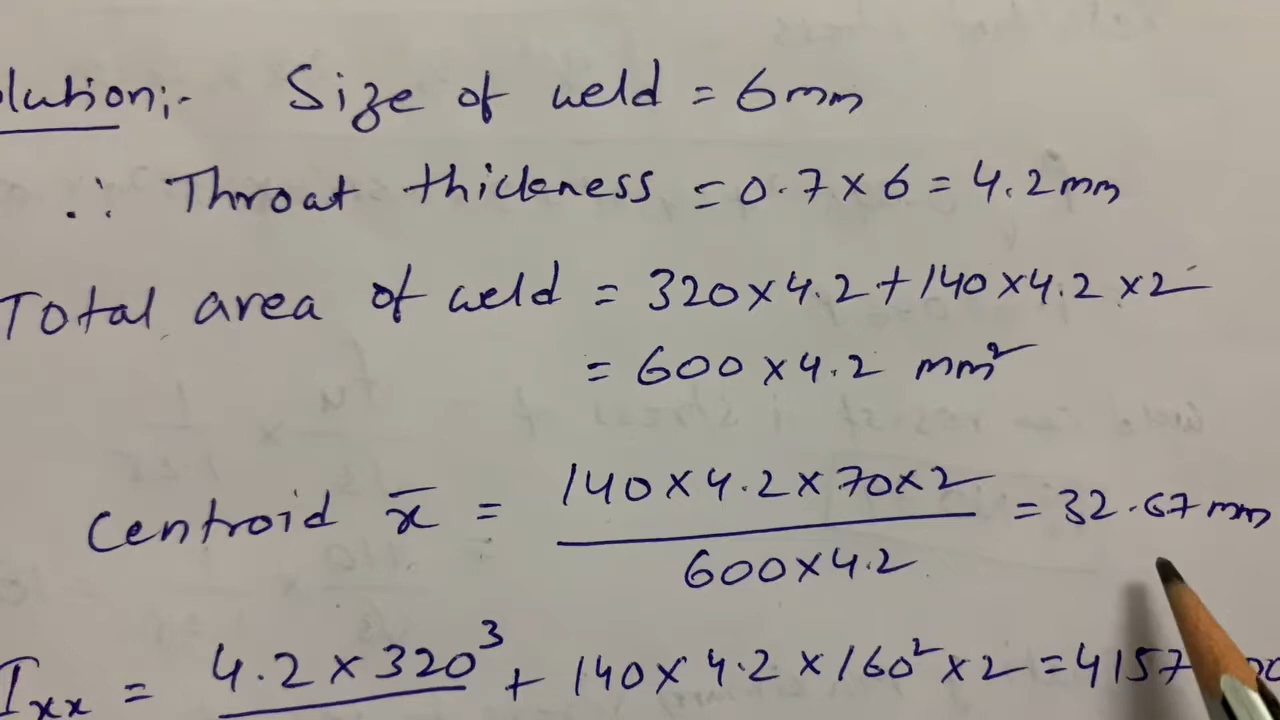 lution:- Size of weld = 6mm
∴ Throat thickness = 0.7×6 = 4.2mm
Total area of weld = 320×4.2+140×4.2×2
= 600×4.2 mm²
Centroid x̄ = 140×4.2×70×2 / 600×4.2 = 32.67mm
Ixx = 4.2×320³ + 140×4.2×160²×2 = 4157